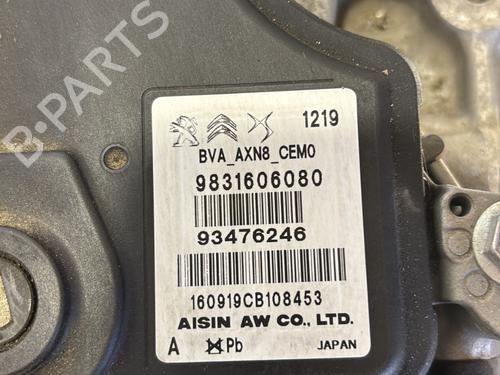 B-PARTS
1219
BVA_AXN8_CEMO
9831606080
93476246
160919CB108453
AISIN AW CO., LTD.
A Pb JAPAN